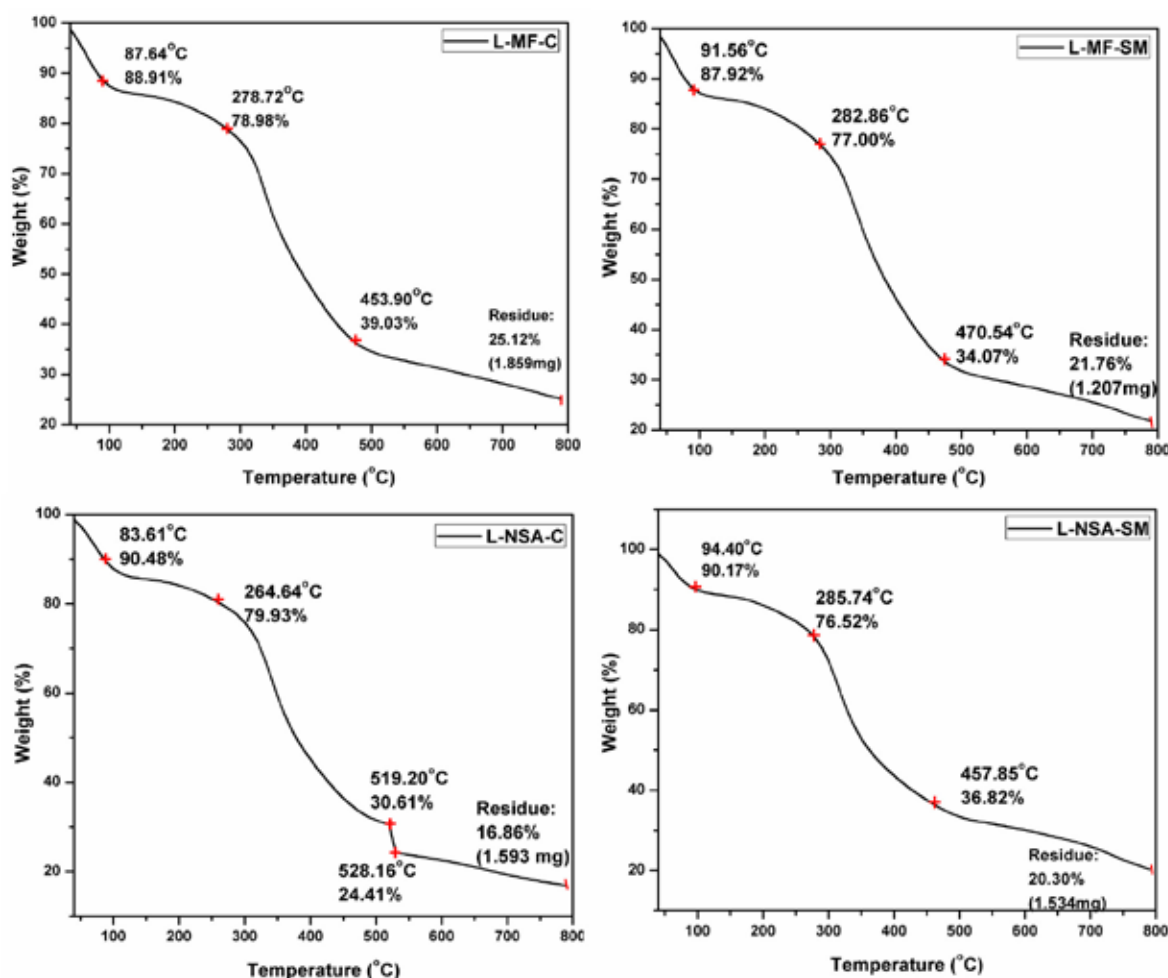 L-MF-C
87.64°C
88.91%
278.72°C
78.98%
453.90°C
39.03%
Residue:
25.12%
(1.859mg)
Weight (%)
100
90
80
70
60
50
40
30
20
100 200 300 400 500 600 700 800
Temperature (°C)
L-MF-SM
91.56°C
87.92%
282.86°C
77.00%
470.54°C
34.07%
Residue:
21.76%
(1.207mg)
Weight (%)
100
90
80
70
60
50
40
30
20
100 200 300 400 500 600 700 800
Temperature (°C)
L-NSA-C
83.61°C
90.48%
264.64°C
79.93%
519.20°C
30.61%
528.16°C
24.41%
Residue:
16.86%
(1.593 mg)
Weight (%)
100
80
60
40
20
100 200 300 400 500 600 700 800
Temperature (°C)
L-NSA-SM
94.40°C
90.17%
285.74°C
76.52%
457.85°C
36.82%
Residue:
20.30%
(1.534mg)
Weight (%)
100
80
60
40
20
100 200 300 400 500 600 700 800
Temperature (°C)